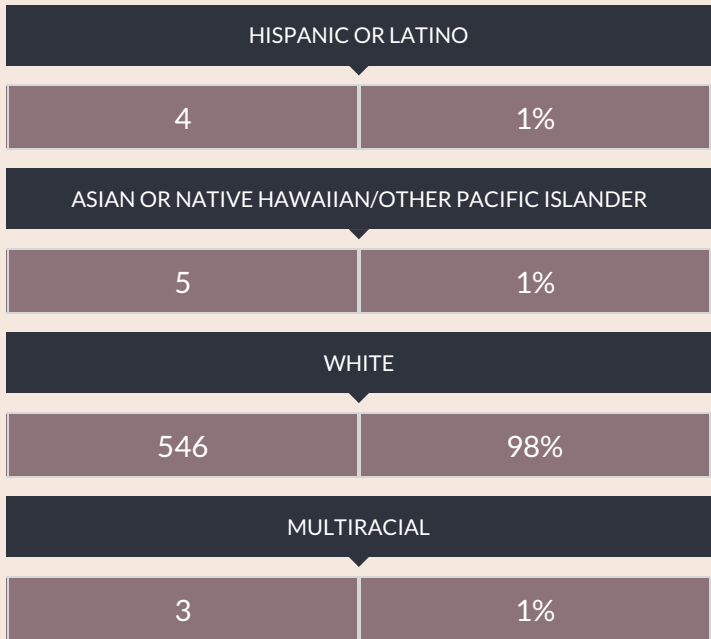 HISPANIC OR LATINO
4 1%
ASIAN OR NATIVE HAWAIIAN/OTHER PACIFIC ISLANDER
5 1%
WHITE
546 98%
MULTIRACIAL
3 1%